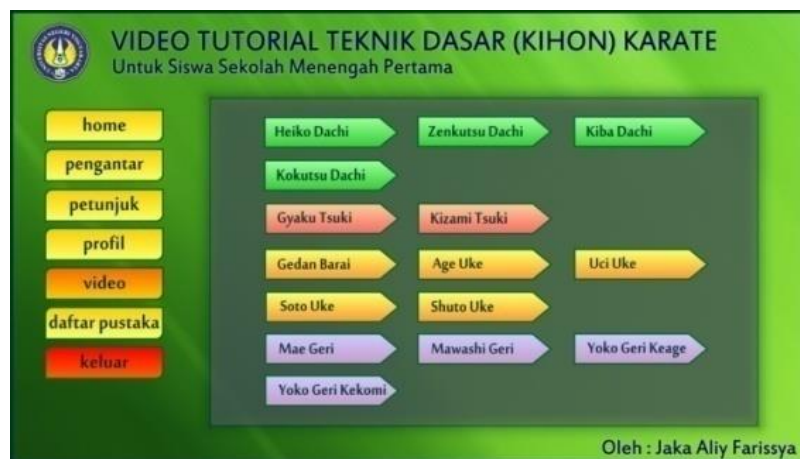 VIDEO TUTORIAL TEKNIK DASAR (KIHON) KARATE
Untuk Siswa Sekolah Menengah Pertama
home
pengantar
petunjuk
profil
video
daftar pustaka
keluar
Heiko Dachi
Zenkutsu Dachi
Kiba Dachi
Kokutsu Dachi
Gyaku Tsuki
Kizami Tsuki
Gedan Barai
Age Uke
Uci Uke
Soto Uke
Shuto Uke
Mae Geri
Mawashi Geri
Yoko Geri Keage
Yoko Geri Kekomi
Oleh : Jaka Aliy Farissya